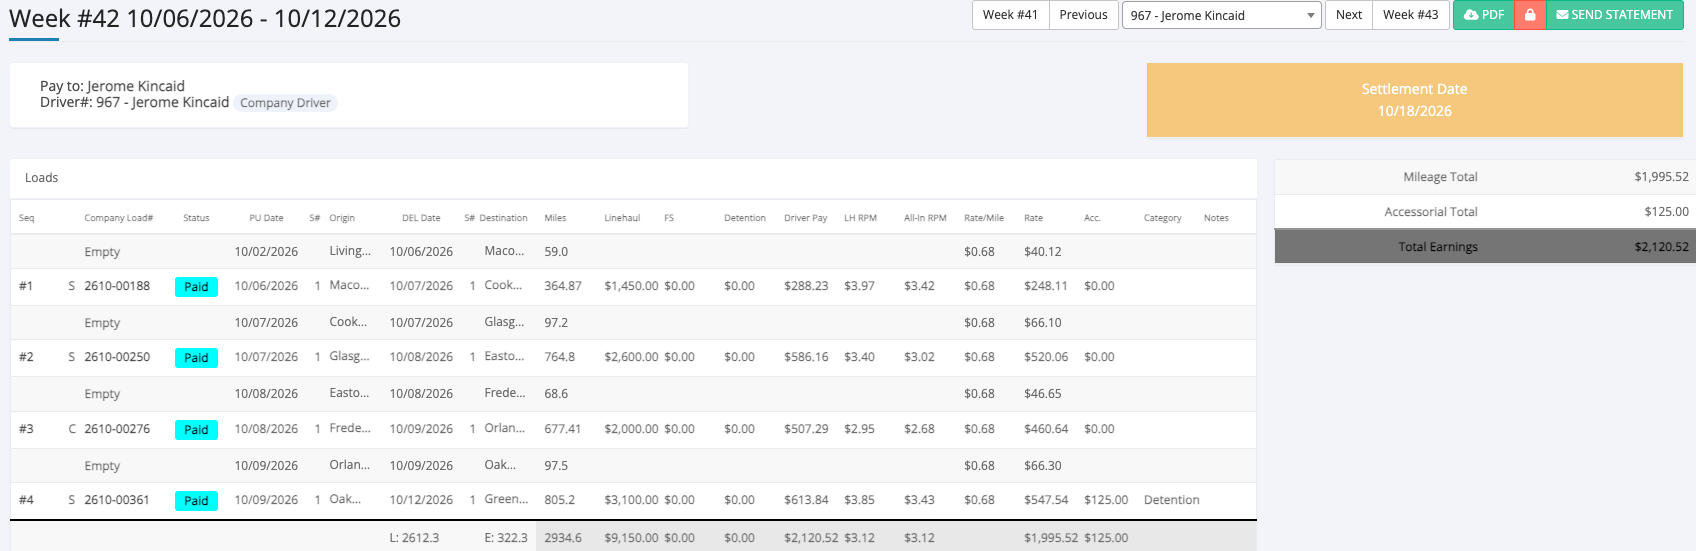 Week #42 10/06/2026 - 10/12/2026
Week #41 Previous 967 - Jerome Kincaid Next Week #43 PDF SEND STATEMENT
Pay to: Jerome Kincaid
Driver#: 967 - Jerome Kincaid Company Driver
Settlement Date
10/18/2026
Loads
Seq Company Load# Status PU Date S# Origin DEL Date S# Destination Miles Linehaul FS Detention Driver Pay LH RPM All-In RPM Rate/Mile Rate Acc. Category Notes
Empty 10/02/2026 Living... 10/06/2026 Maco... 59.0 $0.68 $40.12
#1 S 2610-00188 Paid 10/06/2026 1 Maco... 10/07/2026 1 Cook... 364.87 $1,450.00 $0.00 $0.00 $288.23 $3.97 $3.42 $0.68 $248.11 $0.00
Empty 10/07/2026 Cook... 10/07/2026 Glasg... 97.2 $0.68 $66.10
#2 S 2610-00250 Paid 10/07/2026 1 Glasg... 10/08/2026 1 Easto... 764.8 $2,600.00 $0.00 $0.00 $586.16 $3.40 $3.02 $0.68 $520.06 $0.00
Empty 10/08/2026 Easto... 10/08/2026 Frede... 68.6 $0.68 $46.65
#3 C 2610-00276 Paid 10/08/2026 1 Frede... 10/09/2026 1 Orlan... 677.41 $2,000.00 $0.00 $0.00 $507.29 $2.95 $2.68 $0.68 $460.64 $0.00
Empty 10/09/2026 Orlan... 10/09/2026 Oak... 97.5 $0.68 $66.30
#4 S 2610-00361 Paid 10/09/2026 1 Oak... 10/12/2026 1 Green... 805.2 $3,100.00 $0.00 $0.00 $613.84 $3.85 $3.43 $0.68 $547.54 $125.00 Detention
L: 2612.3 E: 322.3 2934.6 $9,150.00 $0.00 $0.00 $2,120.52 $3.12 $3.12 $1,995.52 $125.00
Mileage Total $1,995.52
Accessorial Total $125.00
Total Earnings $2,120.52